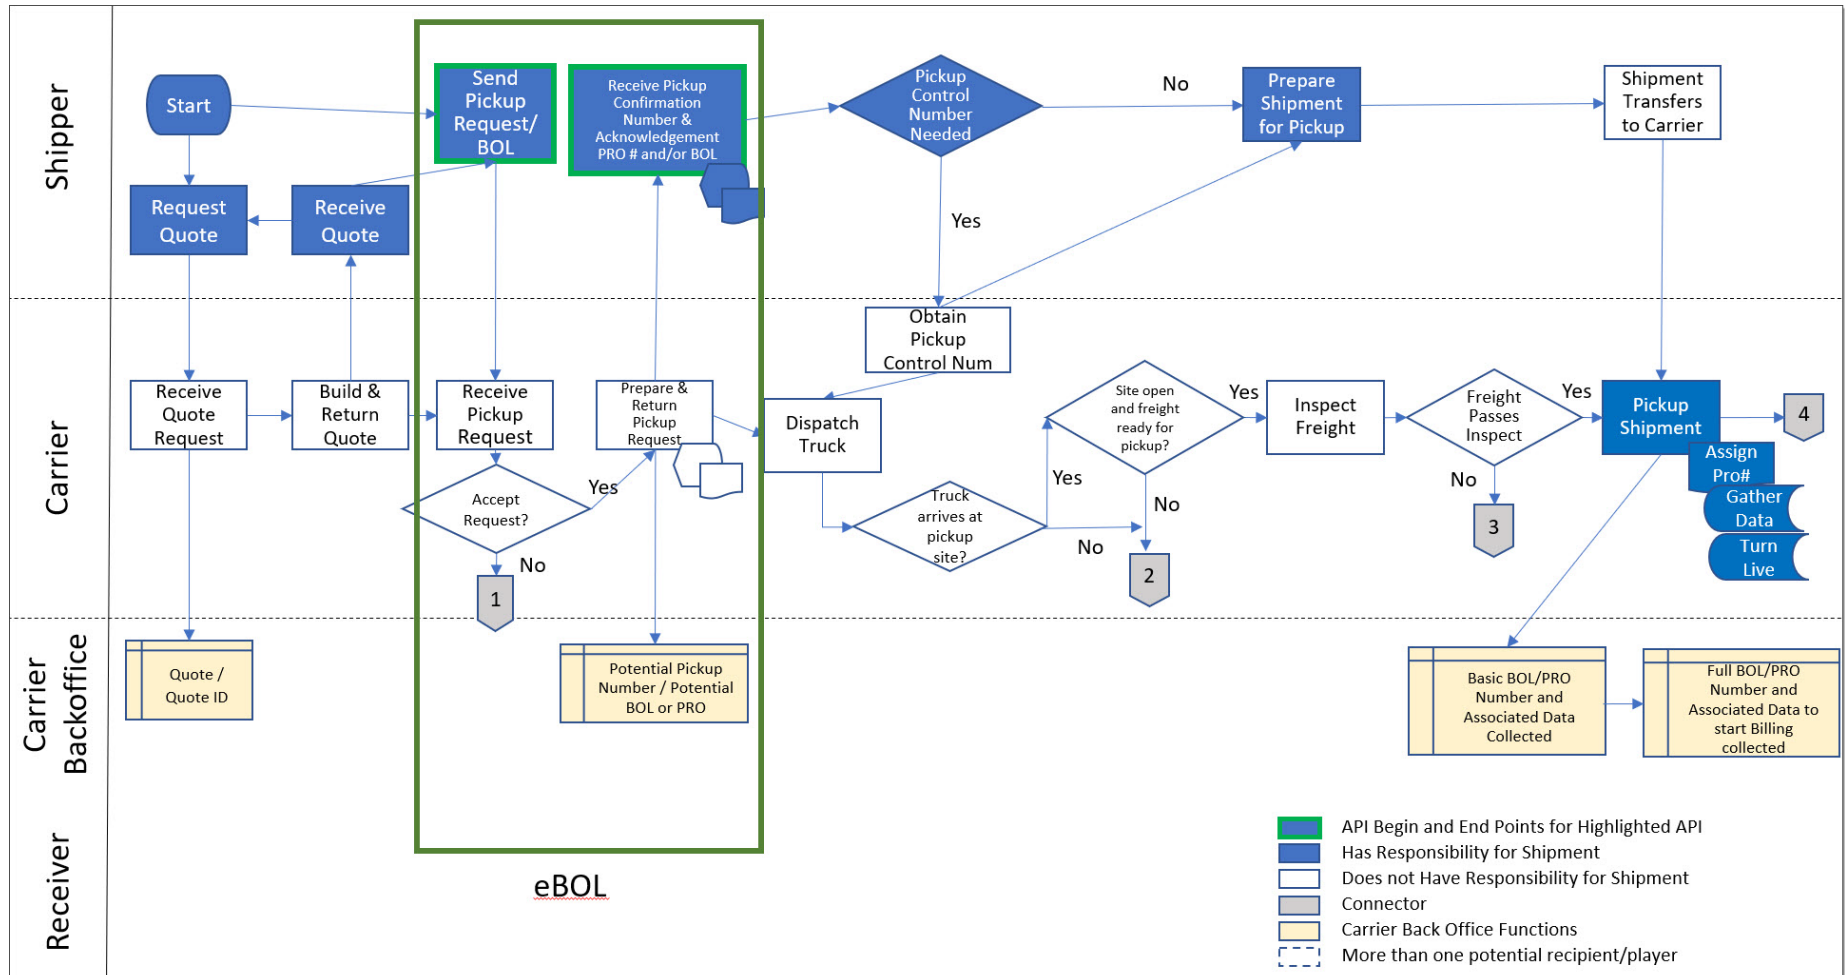 Shipper
Start
Send
Pickup
Request/
BOL
Receive Pickup
Confirmation
Number &
Acknowledgement
PRO # and/or BOL
Pickup
Control
Number
Needed
No
Yes
Prepare
Shipment
for Pickup
Shipment
Transfers
to Carrier
Request
Quote
Receive
Quote
Carrier
Receive
Quote
Request
Build &
Return
Quote
Receive
Pickup
Request
Prepare &
Return
Pickup
Request
Accept
Request?
Yes
No
1
Obtain
Pickup
Control Num
Dispatch
Truck
Truck
arrives at
pickup
site?
Yes
No
Site open
and freight
ready for
pickup?
Yes
No
2
Inspect
Freight
Freight
Passes
Inspect
Yes
No
3
Pickup
Shipment
4
Assign
Pro#
Gather
Data
Turn
Live
Carrier
Backoffice
Quote /
Quote ID
Potential Pickup
Number / Potential
BOL or PRO
Basic BOL/PRO
Number and
Associated Data
Collected
Full BOL/PRO
Number and
Associated Data to
start Billing
collected
Receiver
eBOL
API Begin and End Points for Highlighted API
Has Responsibility for Shipment
Does not Have Responsibility for Shipment
Connector
Carrier Back Office Functions
More than one potential recipient/player